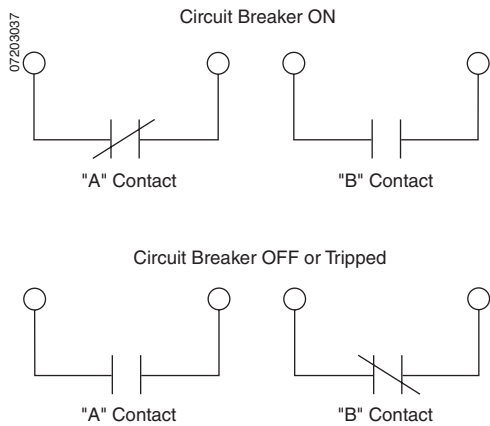 07203037
Circuit Breaker ON
"A" Contact
"B" Contact
Circuit Breaker OFF or Tripped
"A" Contact
"B" Contact